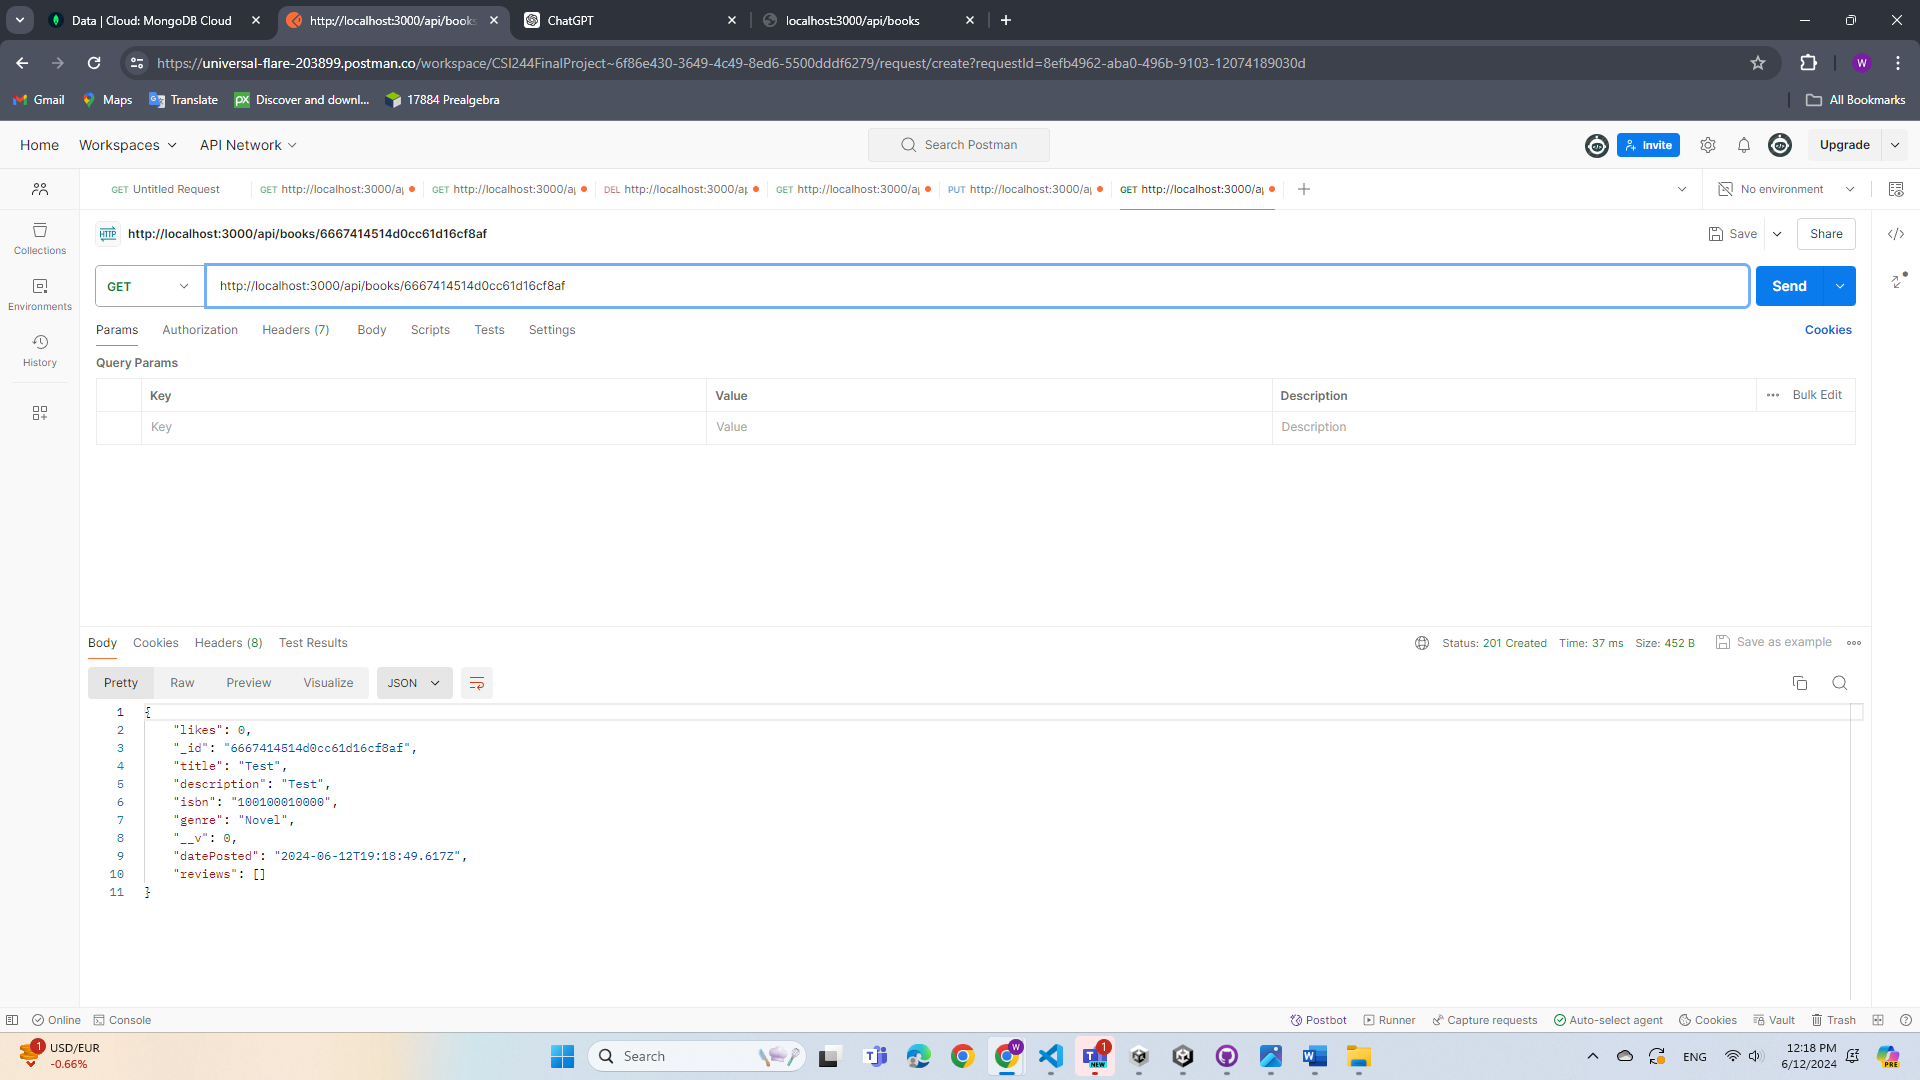 Data | Cloud: MongoDB Cloud
http://localhost:3000/api/books
ChatGPT
localhost:3000/api/books
https://universal-flare-203899.postman.co/workspace/CSI244FinalProject~6f86e430-3649-4c49-8ed6-5500dddf6279/request/create?requestId=8efb4962-aba0-496b-9103-12074189030d
W
Gmail
Maps
Translate
px Discover and downl...
17884 Prealgebra
All Bookmarks
Home
Workspaces
API Network
Search Postman
Invite
Upgrade
GET Untitled Request
GET http://localhost:3000/a
GET http://localhost:3000/a
DEL http://localhost:3000/a
GET http://localhost:3000/a
PUT http://localhost:3000/a
GET http://localhost:3000/a
No environment
HTTP http://localhost:3000/api/books/6667414514d0cc61d16cf8af
Save
Share
Collections
Environments
History
GET
http://localhost:3000/api/books/6667414514d0cc61d16cf8af
Send
Params
Authorization
Headers (7)
Body
Scripts
Tests
Settings
Cookies
Query Params
Key
Value
Description
Bulk Edit
Key
Value
Description
Body
Cookies
Headers (8)
Test Results
Status: 201 Created
Time: 37 ms
Size: 452 B
Save as example
Pretty
Raw
Preview
Visualize
JSON
1 {
2 "likes": 0,
3 "_id": "6667414514d0cc61d16cf8af",
4 "title": "Test",
5 "description": "Test",
6 "isbn": "100100010000",
7 "genre": "Novel",
8 "__v": 0,
9 "datePosted": "2024-06-12T19:18:49.617Z",
10 "reviews": []
11 }
Online
Console
Postbot
Runner
Capture requests
Auto-select agent
Cookies
Vault
Trash
1
USD/EUR
-0.66%
Search
W
1
NEW
ENG
12:18 PM
6/12/2024
PRE